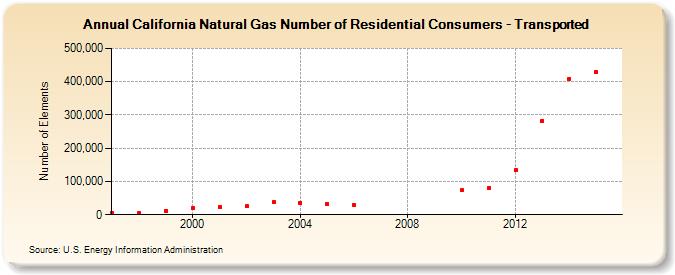 Annual California Natural Gas Number of Residential Consumers - Transported
Number of Elements
500,000
400,000
300,000
200,000
100,000
0
2000 2004 2008 2012
Source: U.S. Energy Information Administration